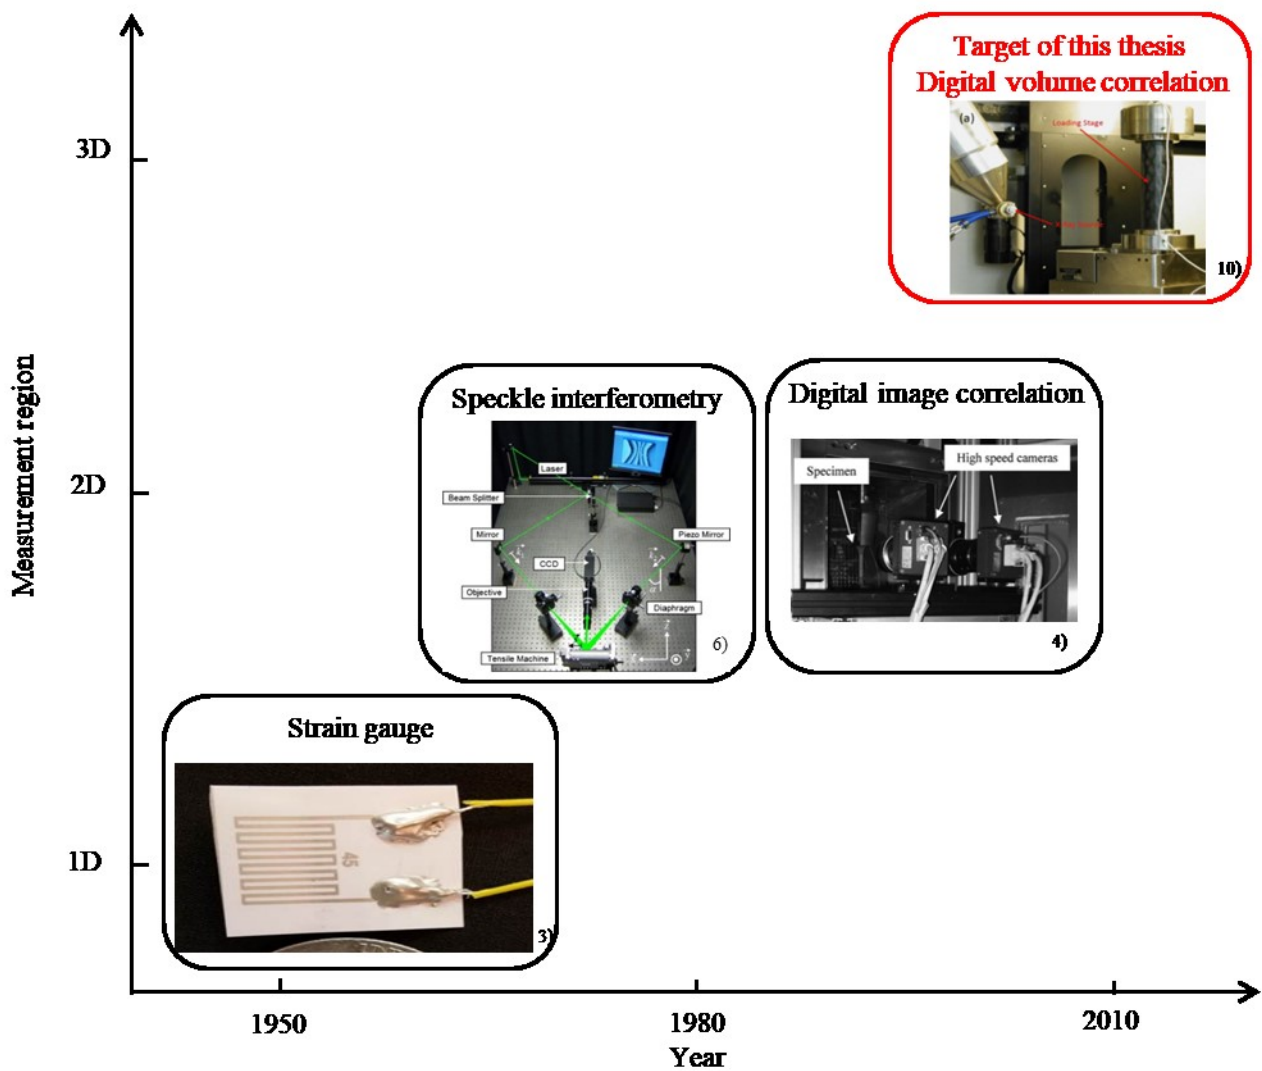 Target of this thesis
Digital volume correlation
(a)
Loading Stage
10)
3D
Speckle interferometry
Laser
Beam Splitter
Mirror
Piezo Mirror
CCD
Objective
Diaphragm
Tensile Machine
6)
Digital image correlation
Specimen
High speed cameras
4)
2D
Measurement region
Strain gauge
45
3)
1D
1950
1980
2010
Year